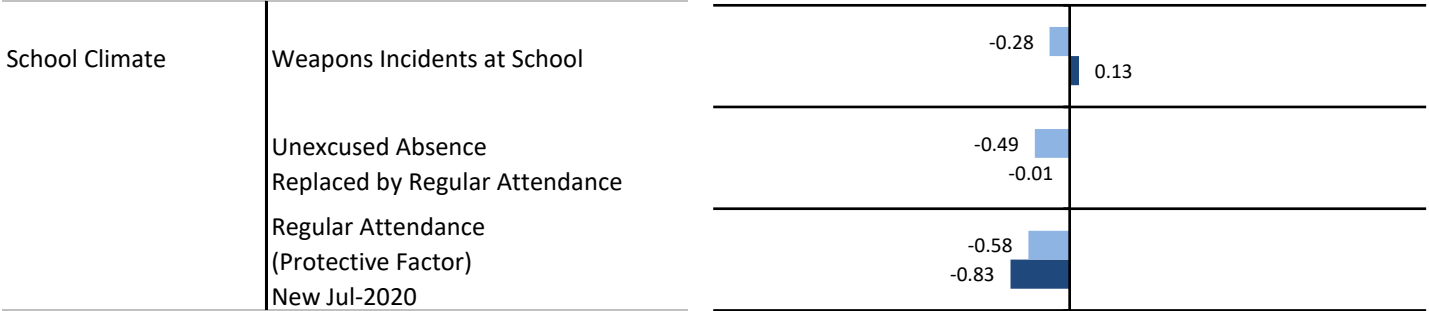 School Climate
Weapons Incidents at School
-0.28
0.13
Unexcused Absence
Replaced by Regular Attendance
-0.49
-0.01
Regular Attendance
(Protective Factor)
New Jul-2020
-0.58
-0.83